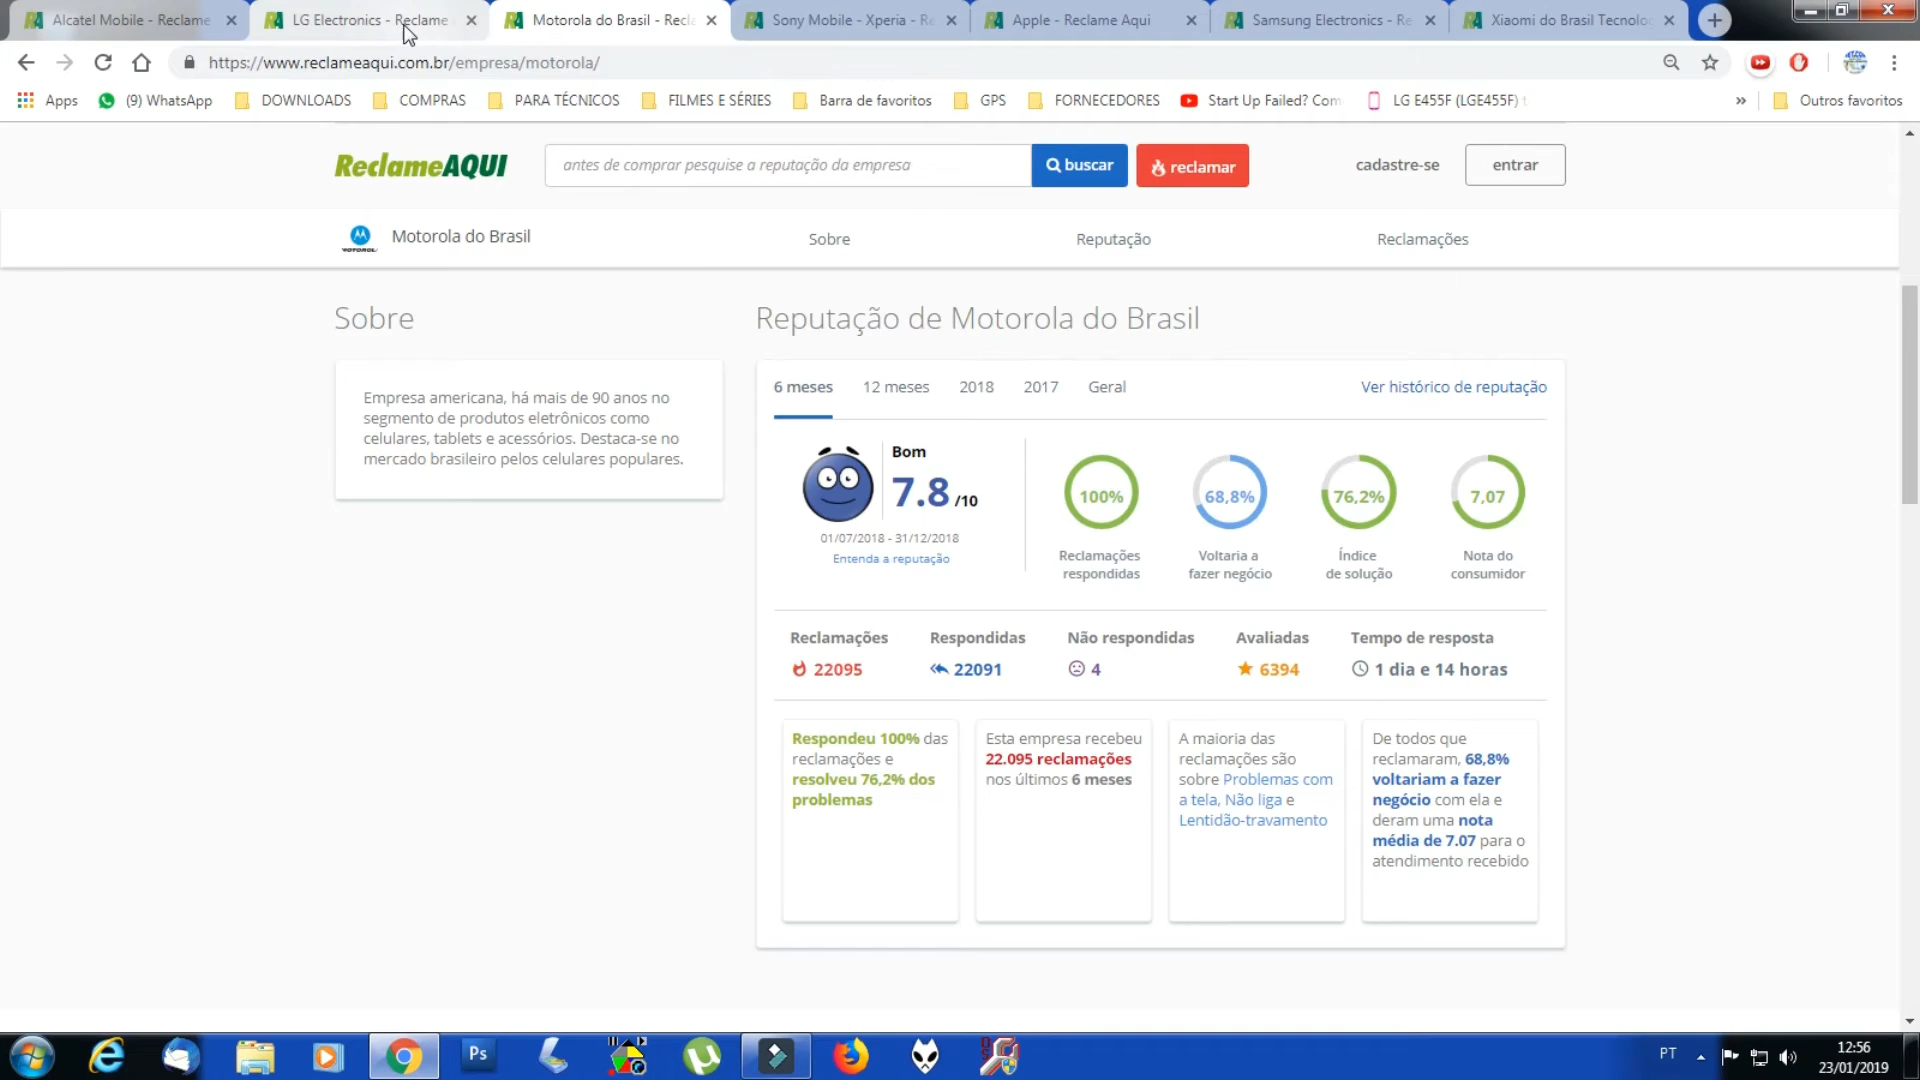 Alcatel Mobile - Reclame
LG Electronics - Reclame
Motorola do Brasil - Recla
Sony Mobile - Xperia - Re
Apple - Reclame Aqui
Samsung Electronics - Re
Xiaomi do Brasil Tecnolog
https://www.reclameaqui.com.br/empresa/motorola/
Apps
(9) WhatsApp
DOWNLOADS
COMPRAS
PARA TÉCNICOS
FILMES E SÉRIES
Barra de favoritos
GPS
FORNECEDORES
Start Up Failed? Com
LG E455F (LGE455F)
»
Outros favoritos
ReclameAQUI
antes de comprar pesquise a reputação da empresa
buscar
reclamar
cadastre-se
entrar
Motorola do Brasil
Sobre
Reputação
Reclamações
Sobre
Empresa americana, há mais de 90 anos no
segmento de produtos eletrônicos como
celulares, tablets e acessórios. Destaca-se no
mercado brasileiro pelos celulares populares.
Reputação de Motorola do Brasil
6 meses
12 meses
2018
2017
Geral
Ver histórico de reputação
Bom
7.8 /10
01/07/2018 - 31/12/2018
Entenda a reputação
100%
Reclamações
respondidas
68,8%
Voltaria a
fazer negócio
76,2%
Índice
de solução
7,07
Nota do
consumidor
Reclamações
22095
Respondidas
22091
Não respondidas
4
Avaliadas
6394
Tempo de resposta
1 dia e 14 horas
Respondeu 100% das
reclamações e
resolveu 76,2% dos
problemas
Esta empresa recebeu
22.095 reclamações
nos últimos 6 meses
A maioria das
reclamações são
sobre Problemas com
a tela, Não liga e
Lentidão-travamento
De todos que
reclamaram, 68,8%
voltariam a fazer
negócio com ela e
deram uma nota
média de 7.07 para o
atendimento recebido
Ps
PT
12:56
23/01/2019